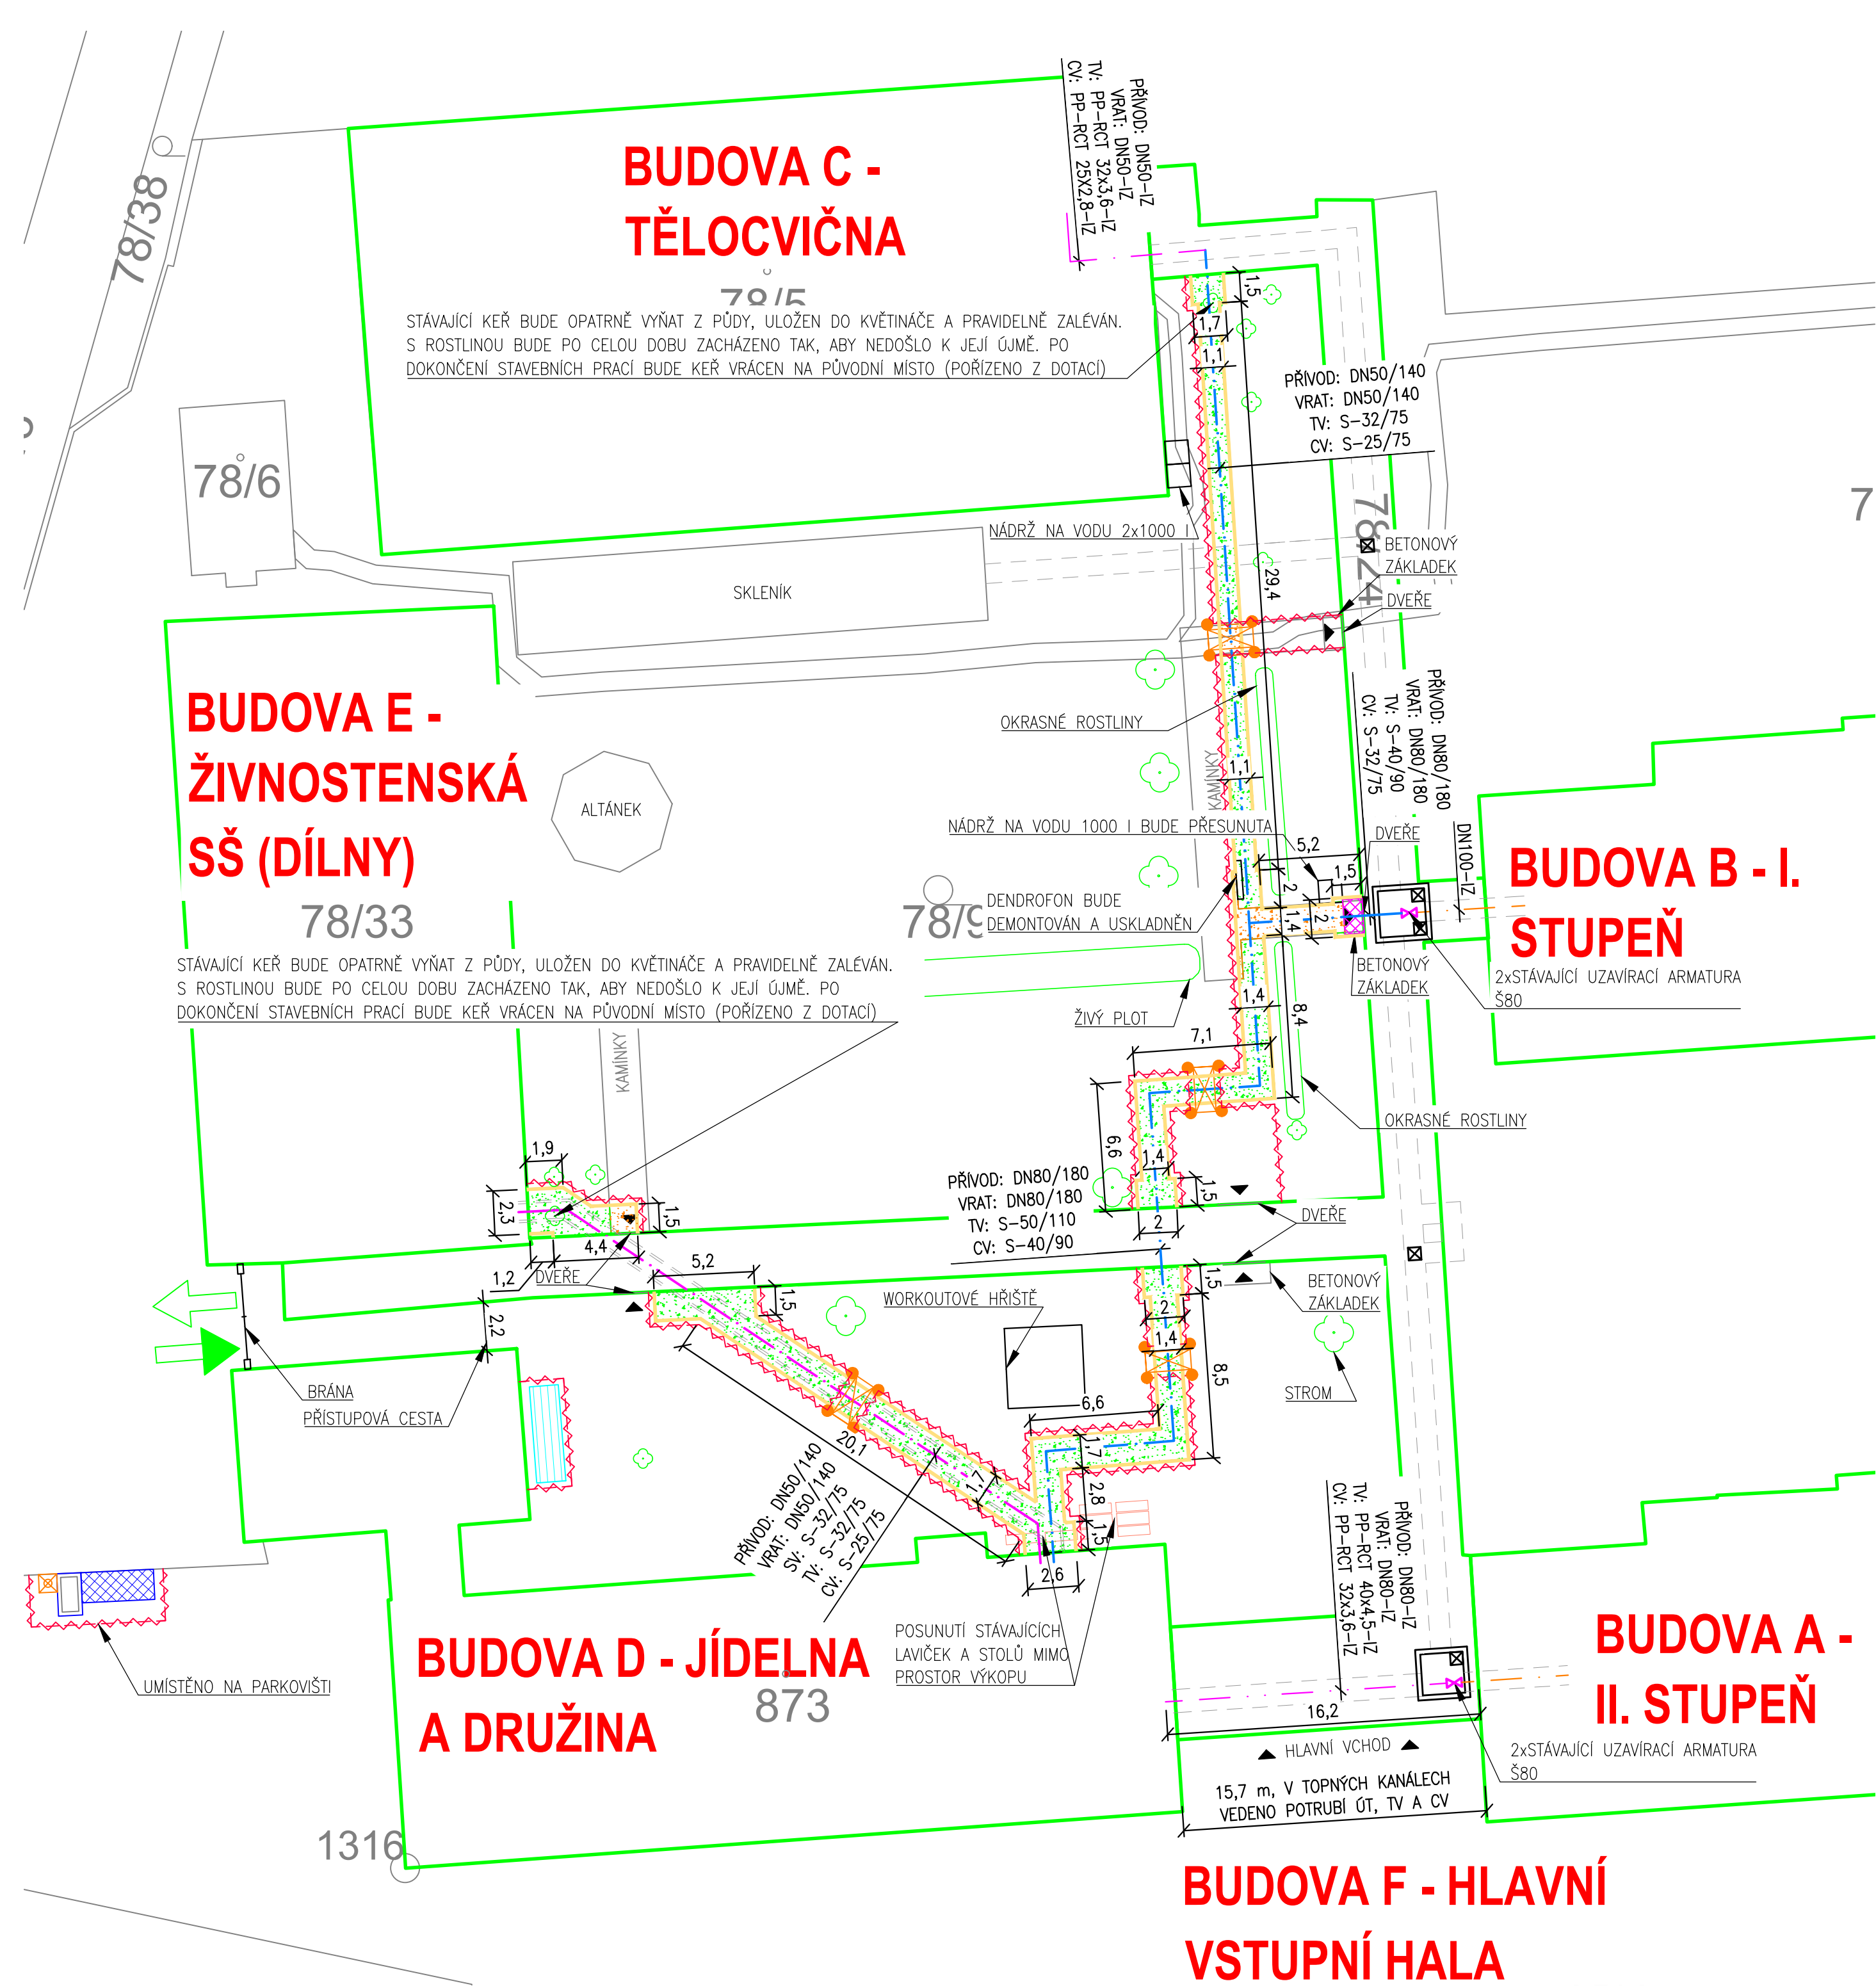 PŘÍVOD: DN50-IZ
VRAT: DN50-IZ
TV: PP-RCT 32x3,6-IZ
CV: PP-RCT 25X2,8-IZ
BUDOVA C -
TĚLOCVIČNA
78/38
78/5
STÁVAJÍCÍ KEŘ BUDE OPATRNĚ VYŇAT Z PŮDY, ULOŽEN DO KVĚTINÁČE A PRAVIDELNĚ ZALÉVÁN.
S ROSTLINOU BUDE PO CELOU DOBU ZACHÁZENO TAK, ABY NEDOŠLO K JEJÍ ÚJMĚ. PO
DOKONČENÍ STAVEBNÍCH PRACÍ BUDE KEŘ VRÁCEN NA PŮVODNÍ MÍSTO (POŘÍZENO Z DOTACÍ)
1,5
1,7
1,1
PŘÍVOD: DN50/140
VRAT: DN50/140
TV: S-32/75
CV: S-25/75
78/6
7
NÁDRŽ NA VODU 2x1000 l
78/24
BETONOVÝ
ZÁKLADEK
DVEŘE
SKLENÍK
29,4
BUDOVA E -
ŽIVNOSTENSKÁ
SŠ (DÍLNY)
78/33
ALTÁNEK
OKRASNÉ ROSTLINY
KAMÍNKY
1,1
PŘÍVOD: DN80/180
VRAT: DN80/180
TV: S-40/90
CV: S-32/75
NÁDRŽ NA VODU 1000 l BUDE PŘESUNUTA
5,2
1,5
DVEŘE
DN100-IZ
BUDOVA B - I.
STUPEŇ
78/9
DENDROFON BUDE
DEMONTOVÁN A USKLADNĚN
2
1,4
2
BETONOVÝ
ZÁKLADEK
2xSTÁVAJÍCÍ UZAVÍRACÍ ARMATURA
Š80
STÁVAJÍCÍ KEŘ BUDE OPATRNĚ VYŇAT Z PŮDY, ULOŽEN DO KVĚTINÁČE A PRAVIDELNĚ ZALÉVÁN.
S ROSTLINOU BUDE PO CELOU DOBU ZACHÁZENO TAK, ABY NEDOŠLO K JEJÍ ÚJMĚ. PO
DOKONČENÍ STAVEBNÍCH PRACÍ BUDE KEŘ VRÁCEN NA PŮVODNÍ MÍSTO (POŘÍZENO Z DOTACÍ)
ŽIVÝ PLOT
1,4
8,4
7,1
KAMÍNKY
OKRASNÉ ROSTLINY
6,6
1,4
1,5
2
PŘÍVOD: DN80/180
VRAT: DN80/180
TV: S-50/110
CV: S-40/90
DVEŘE
1,9
2,3
1,5
4,4
1,2
DVEŘE
5,2
1,5
2,2
WORKOUTOVÉ HŘIŠTĚ
1,5
2
1,4
8,5
BETONOVÝ
ZÁKLADEK
STROM
BRÁNA
PŘÍSTUPOVÁ CESTA
6,6
20,1
1,7
1,7
2,8
1,5
2,6
PŘÍVOD: DN50/140
VRAT: DN50/140
SV: S-32/75
TV: S-32/75
CV: S-25/75
PŘÍVOD: DN80-IZ
VRAT: DN80-IZ
TV: PP-RCT 40x4,5-IZ
CV: PP-RCT 32x3,6-IZ
UMÍSTĚNO NA PARKOVIŠTI
BUDOVA D - JÍDELNA
A DRUŽINA
873
POSUNUTÍ STÁVAJÍCÍCH
LAVIČEK A STOLŮ MIMO
PROSTOR VÝKOPU
BUDOVA A -
II. STUPEŇ
16,2
HLAVNÍ VCHOD
2xSTÁVAJÍCÍ UZAVÍRACÍ ARMATURA
Š80
15,7 m, V TOPNÝCH KANÁLECH
VEDENO POTRUBÍ ÚT, TV A CV
1316
BUDOVA F - HLAVNÍ
VSTUPNÍ HALA